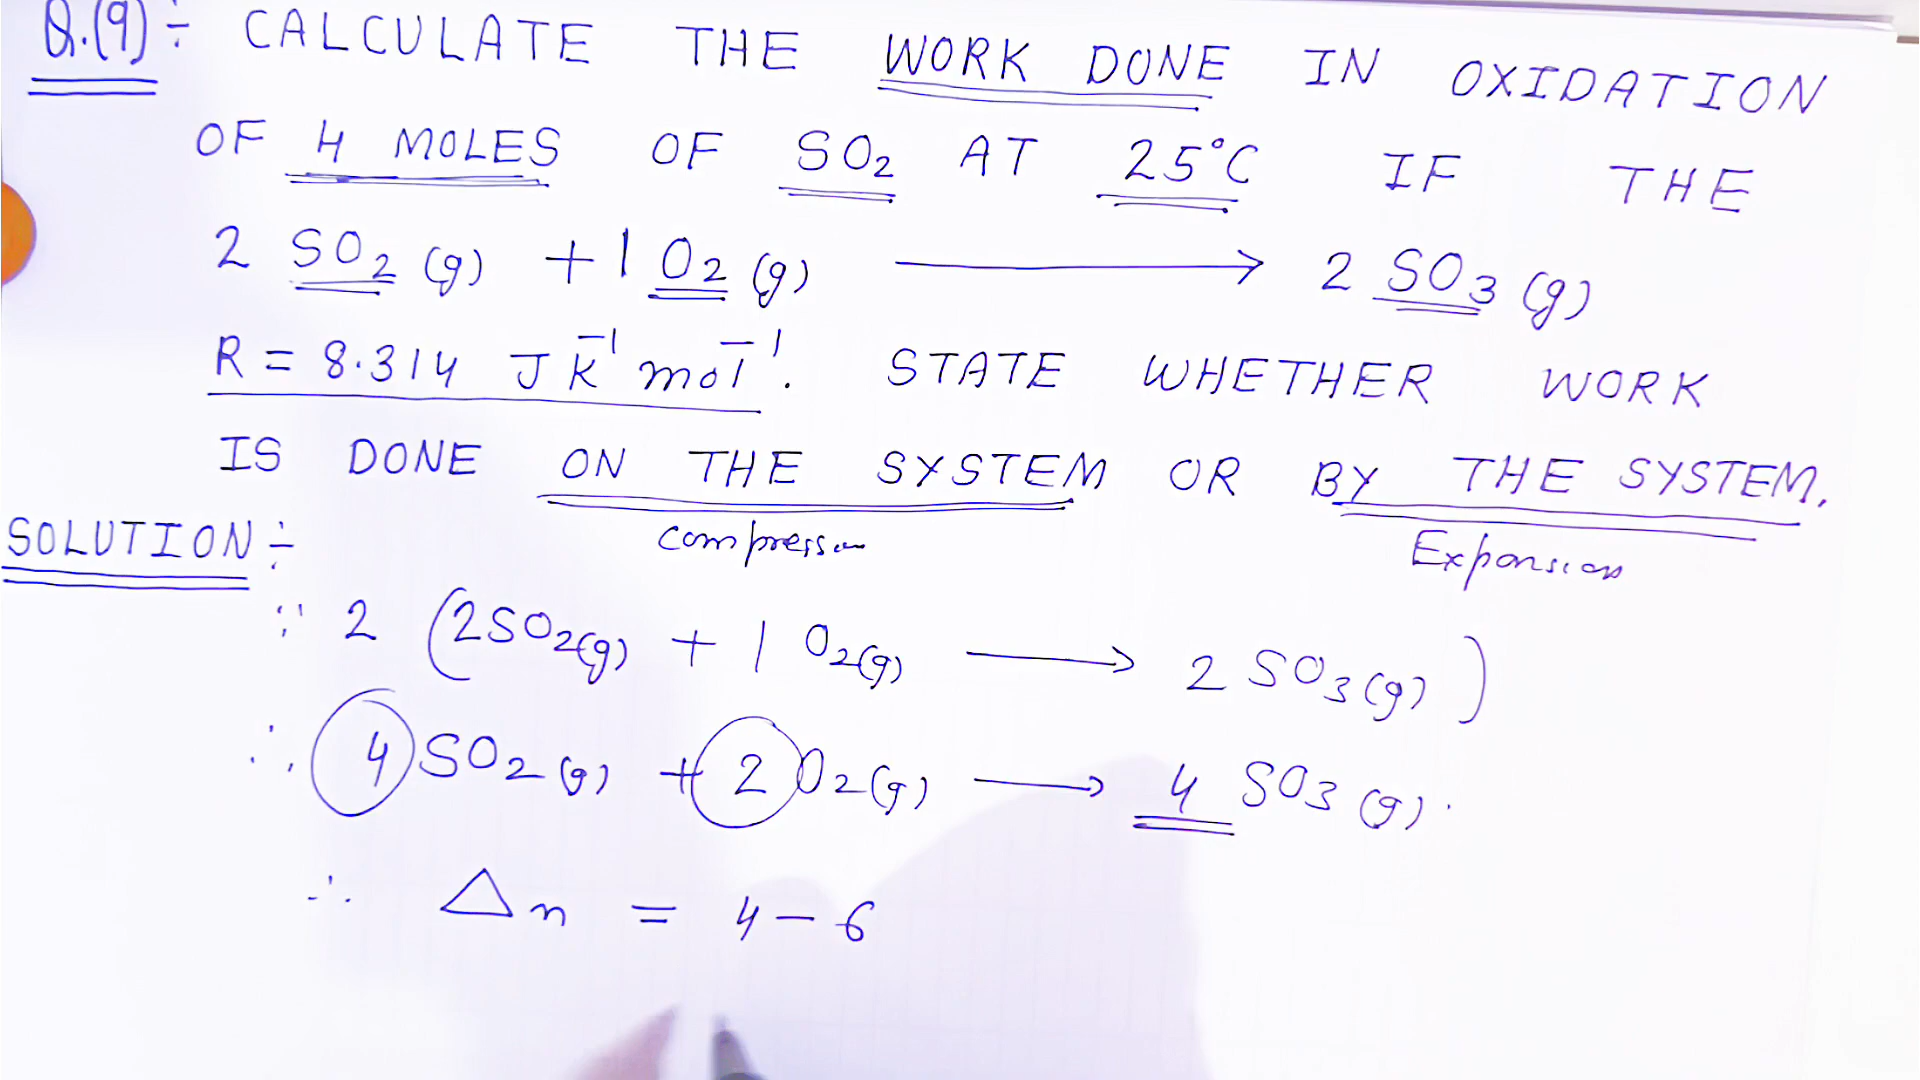 Q.(9) ÷ CALCULATE THE WORK DONE IN OXIDATION
OF 4 MOLES OF SO₂ AT 25°C IF THE
2 SO₂ (g) + 1 O₂ (g) ⟶ 2 SO₃ (g)
R = 8.314 J K⁻¹ mol⁻¹. STATE WHETHER WORK
IS DONE ON THE SYSTEM OR BY THE SYSTEM.
compression Expansion
SOLUTION ÷
∵ 2 (2SO₂(g) + 1 O₂(g) ⟶ 2 SO₃(g))
∴ 4 SO₂(g) + 2 O₂(g) ⟶ 4 SO₃(g).
∴ Δn = 4 − 6